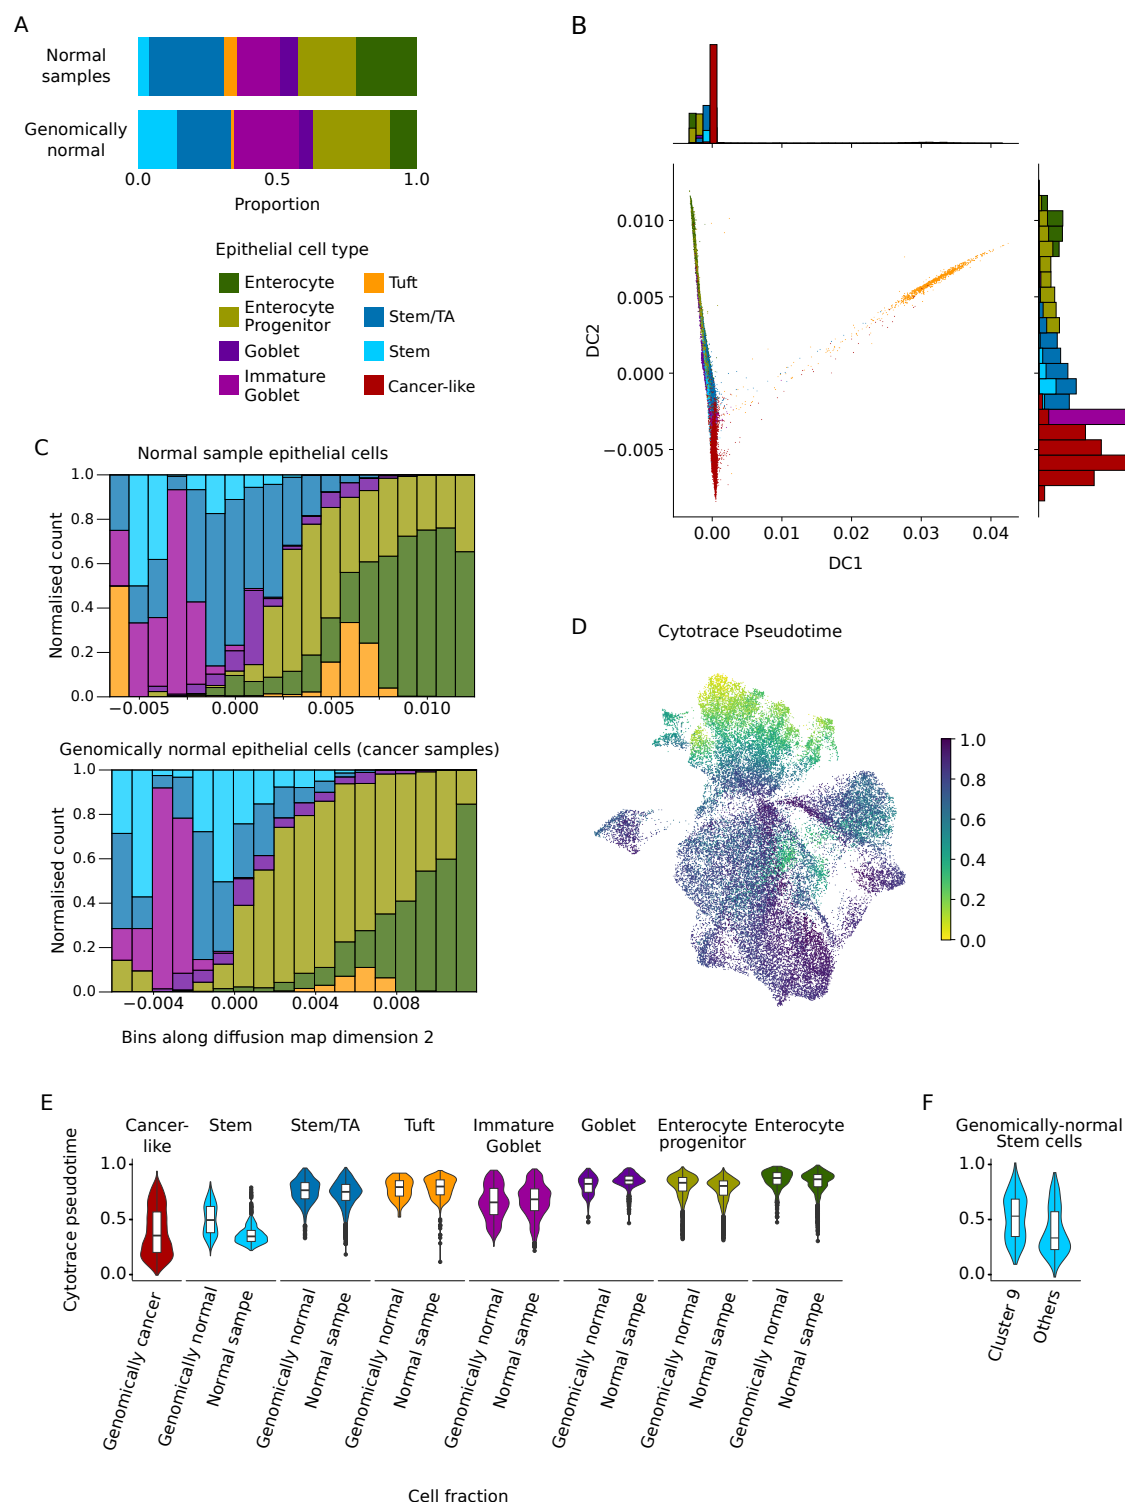 A
Normal
samples
Genomically
normal
0.0
0.5
1.0
Proportion
Epithelial cell type
Enterocyte
Enterocyte
Progenitor
Goblet
Immature
Goblet
Tuft
Stem/TA
Stem
Cancer-like
B
0.010
0.005
0.000
−0.005
DC2
0.00
0.01
0.02
0.03
0.04
DC1
C
Normal sample epithelial cells
1.0
0.8
0.6
0.4
0.2
0.0
Normalised count
−0.005
0.000
0.005
0.010
Genomically normal epithelial cells (cancer samples)
1.0
0.8
0.6
0.4
0.2
0.0
Normalised count
−0.004
0.000
0.004
0.008
Bins along diffusion map dimension 2
D
Cytotrace Pseudotime
1.0
0.8
0.6
0.4
0.2
0.0
E
Cancer-
like
Stem
Stem/TA
Tuft
Immature
Goblet
Goblet
Enterocyte
progenitor
Enterocyte
Cytotrace pseudotime
1.0
0.5
0.0
Genomically cancer
Genomically normal
Normal sampe
Genomically normal
Normal sampe
Genomically normal
Normal sampe
Genomically normal
Normal sampe
Genomically normal
Normal sampe
Genomically normal
Normal sampe
Genomically normal
Normal sampe
Cell fraction
F
Genomically-normal
Stem cells
1.0
0.5
0.0
Cluster 9
Others